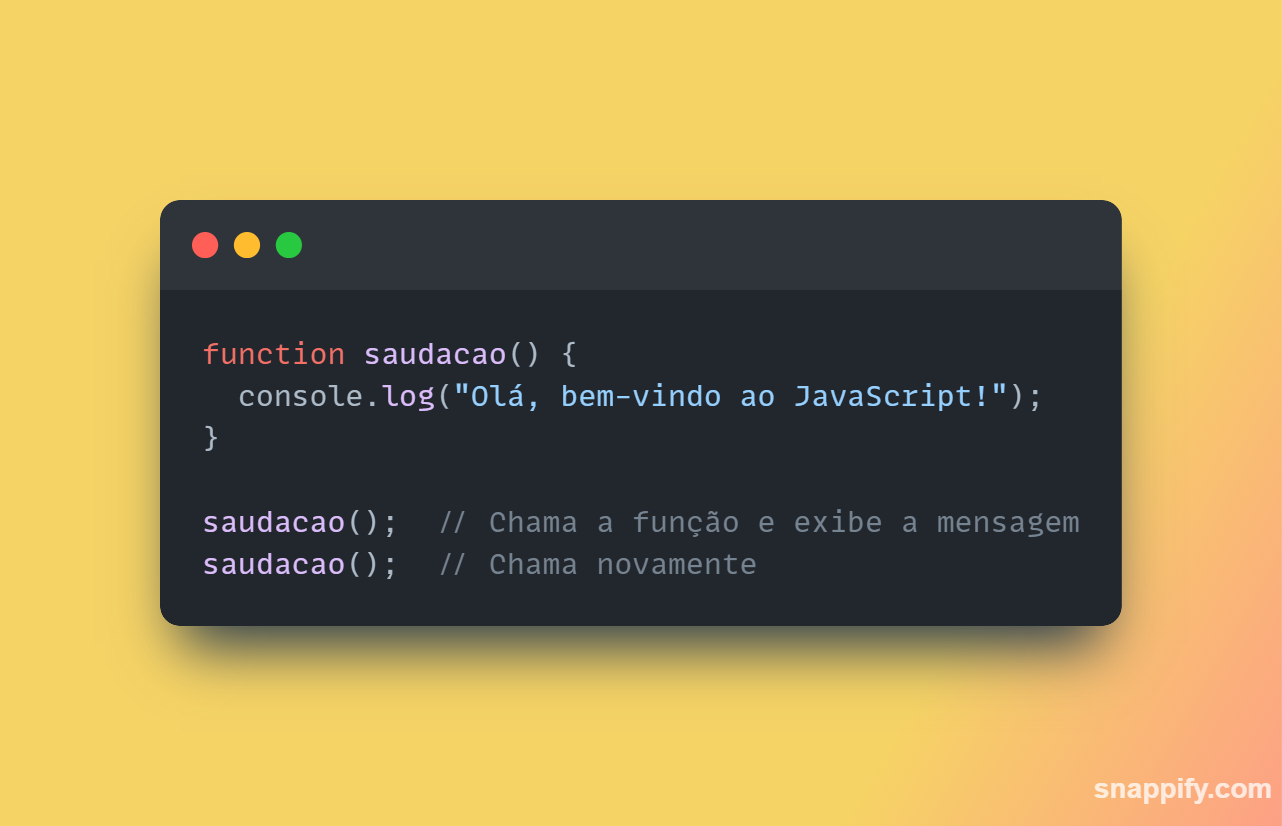 function saudacao() {
  console.log("Olá, bem-vindo ao JavaScript!");
}
saudacao();  // Chama a função e exibe a mensagem
saudacao();  // Chama novamente
snappify.com